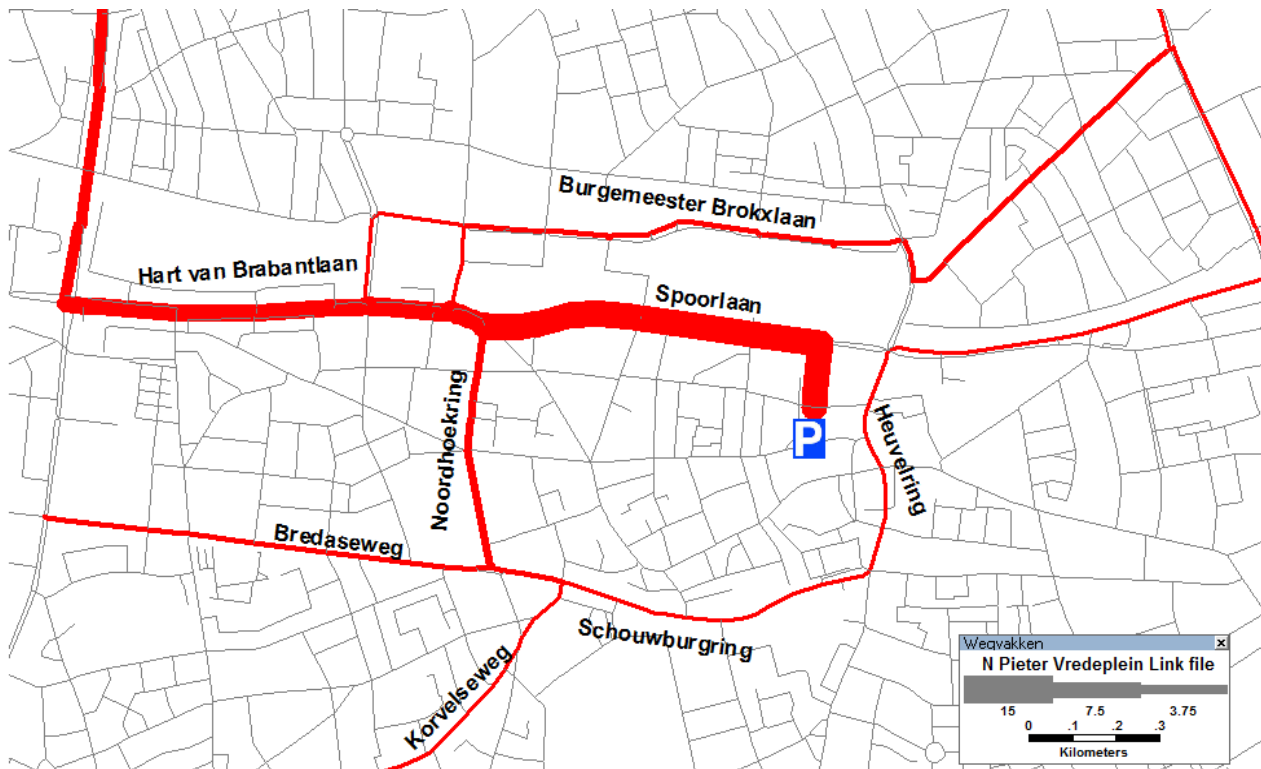 Burgemeester Brokxlaan
Hart van Brabantlaan
Spoorlaan
Noordhoekring
P
Heuvelring
Bredaseweg
Schouwburgring
Korvelseweg
Wegvakken
x
N Pieter Vredeplein Link file
15 7.5 3.75
0 .1 .2 .3
Kilometers